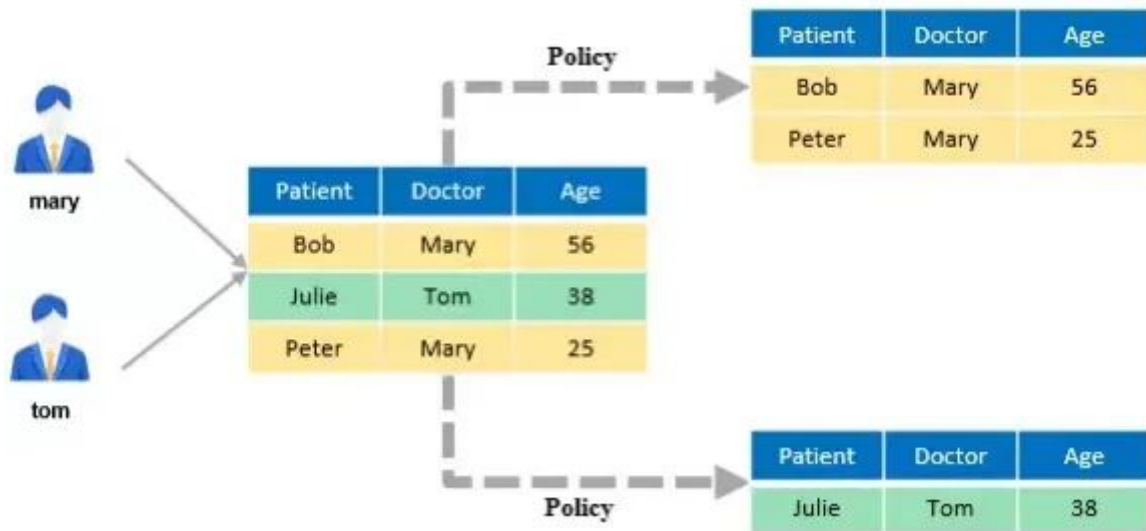 mary
tom
Patient Doctor Age
Bob Mary 56
Julie Tom 38
Peter Mary 25
Policy
Patient Doctor Age
Bob Mary 56
Peter Mary 25
Policy
Patient Doctor Age
Julie Tom 38